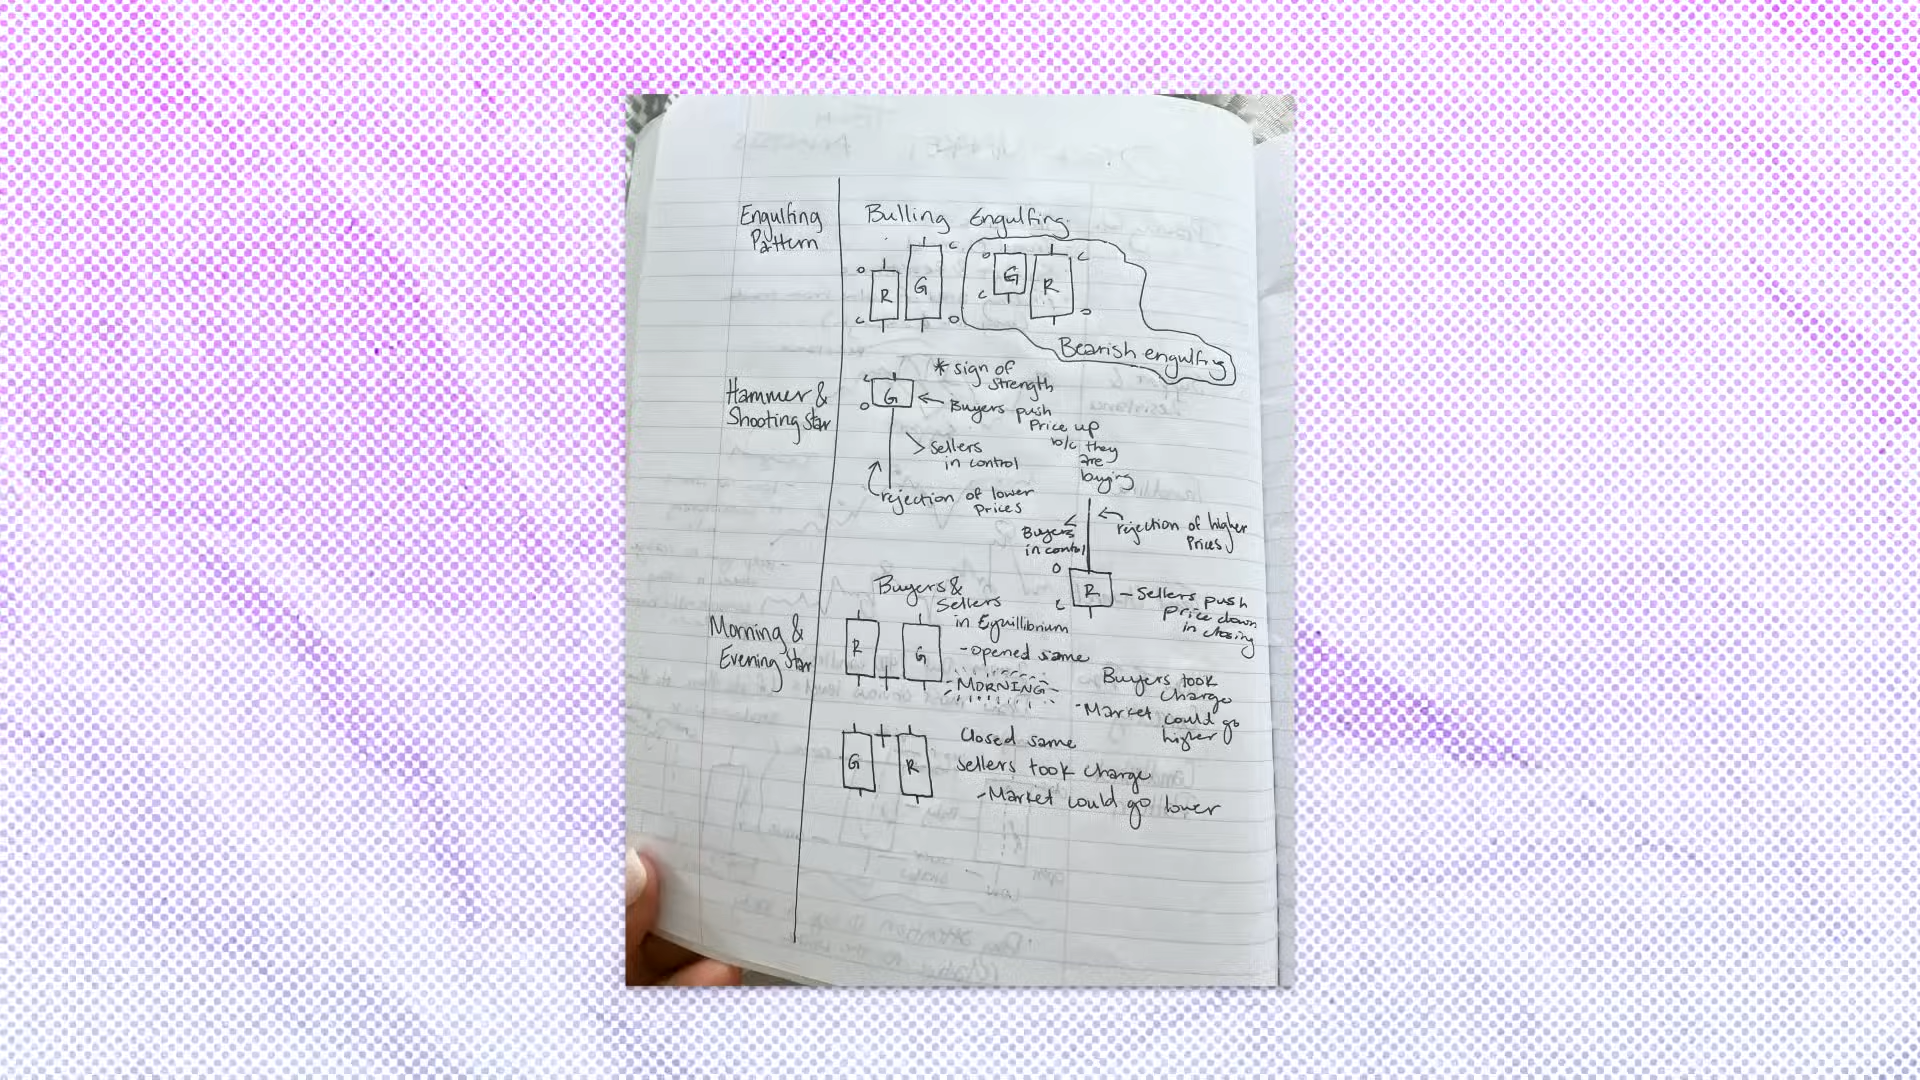 Engulfing
Pattern
Bulling Engulfing
O
C
R
G
C
O
O
C
G
R
C
O
Bearish engulfing
Hammer &
Shooting Star
C
O
G
* sign of
strength
Buyers push
Price up
b/c they
are
buying
Sellers
in control
rejection of lower
Prices
Buyers
in control
rejection of higher
Prices
O
C
R
- Sellers push
price down
in closing
Morning &
Evening Star
Buyers &
Sellers
in Equillibrium
R
G
- opened same
MORNING
Buyers took
charge
- Market could go
higher
G
R
Closed same
sellers took charge
- Market could go lower